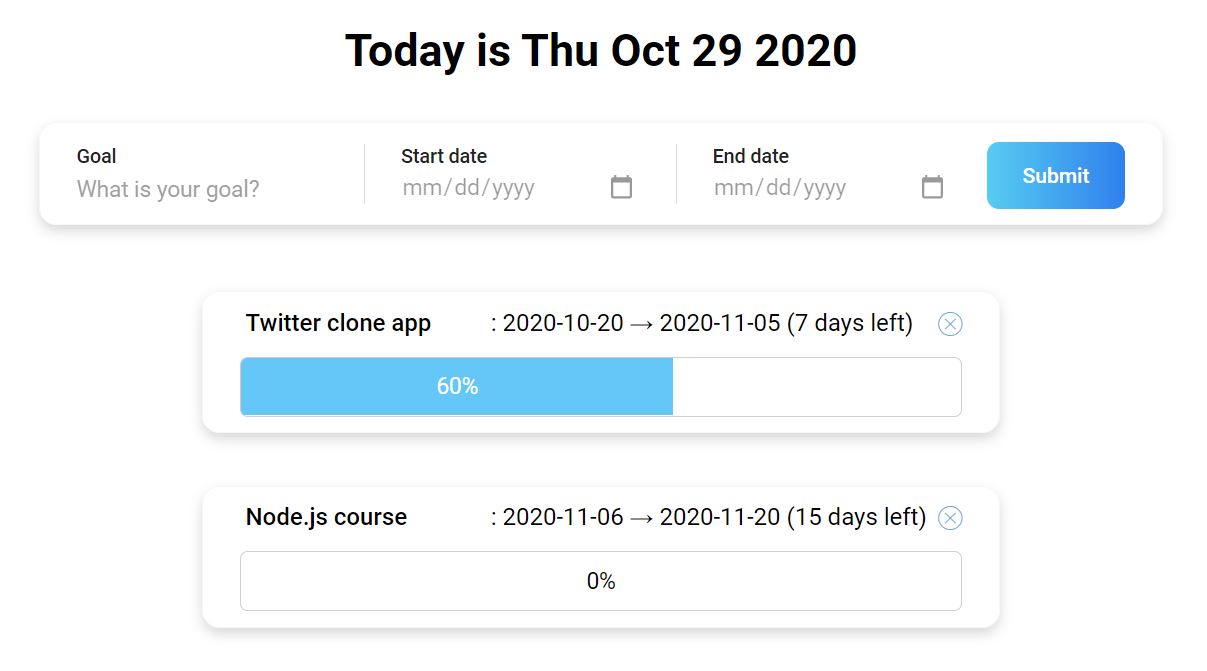 Today is Thu Oct 29 2020
Goal
What is your goal?
Start date
mm/dd/yyyy
End date
mm/dd/yyyy
Submit
Twitter clone app : 2020-10-20 → 2020-11-05 (7 days left)
60%
Node.js course : 2020-11-06 → 2020-11-20 (15 days left)
0%